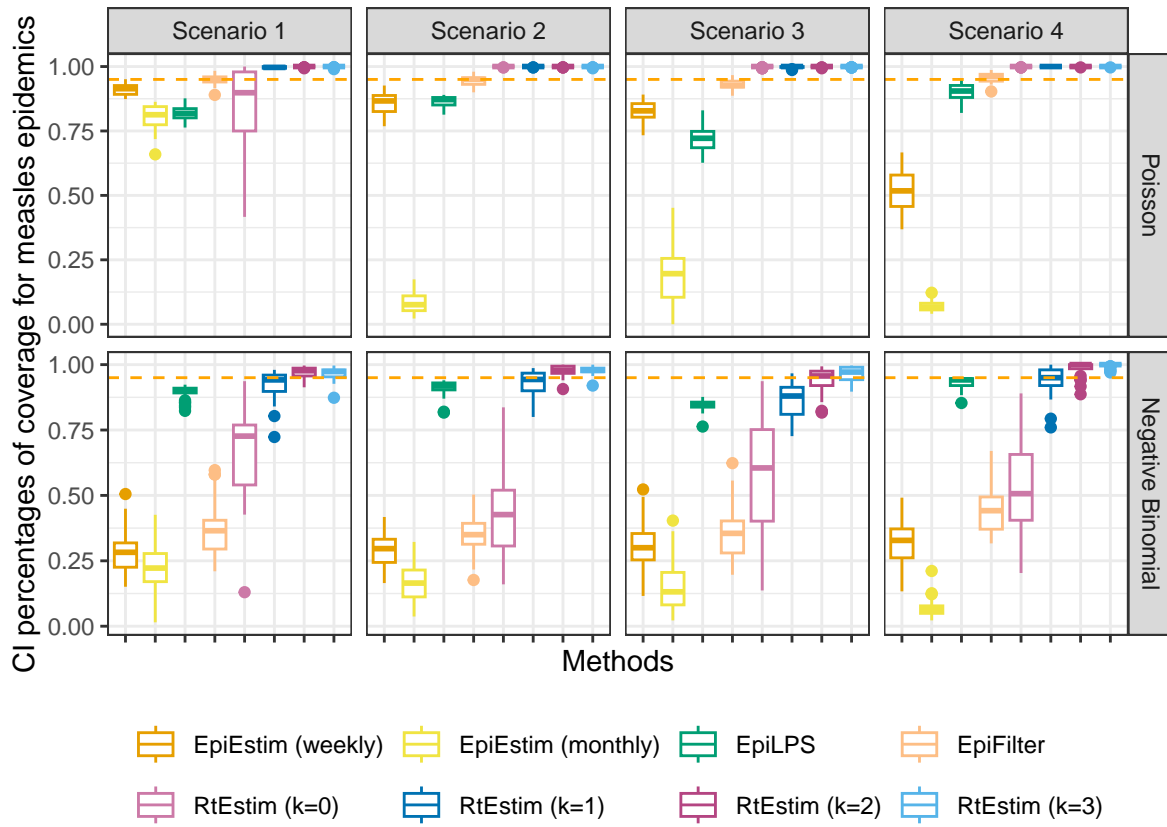 Scenario 1 Scenario 2 Scenario 3 Scenario 4
CI percentages of coverage for measles epidemics
1.00
0.75
0.50
0.25
0.00
Poisson
1.00
0.75
0.50
0.25
0.00
Negative Binomial
Methods
EpiEstim (weekly) EpiEstim (monthly) EpiLPS EpiFilter
RtEstim (k=0) RtEstim (k=1) RtEstim (k=2) RtEstim (k=3)